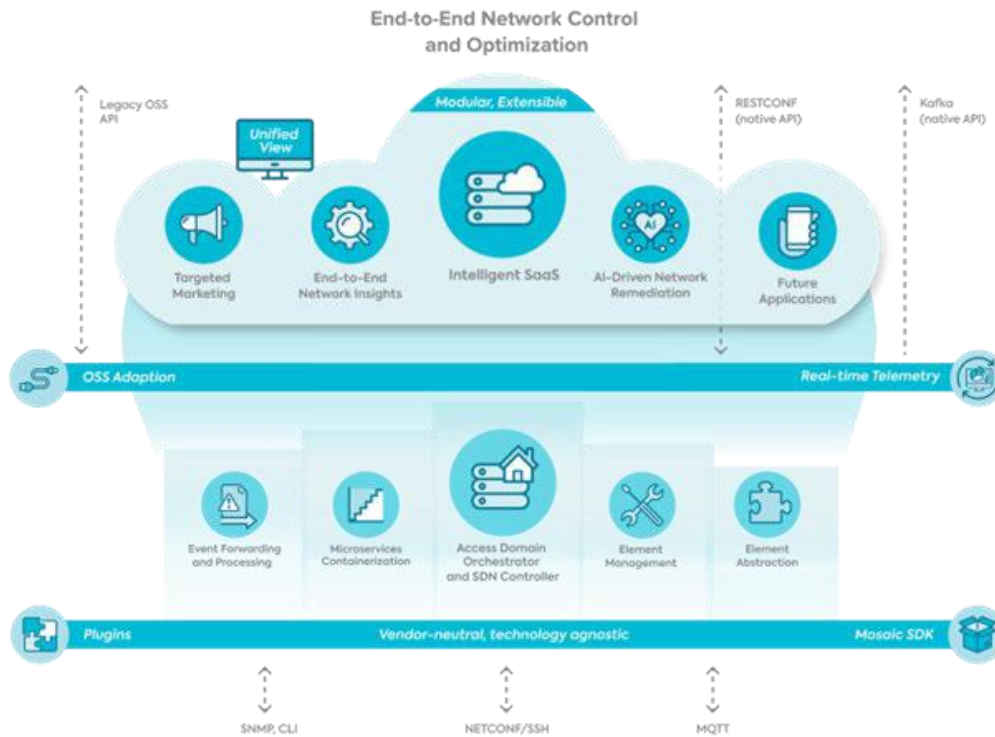 End-to-End Network Control
and Optimization
Legacy OSS
API
Modular, Extensible
RESTCONF
(native API)
Kafka
(native API)
Unified
View
AI
Targeted
Marketing
End-to-End
Network Insights
Intelligent SaaS
AI-Driven Network
Remediation
Future
Applications
OSS Adaption
Real-time Telemetry
Event Forwarding
and Processing
Microservices
Containerization
Access Domain
Orchestrator
and SDN Controller
Element
Management
Element
Abstraction
Plugins
Vendor-neutral, technology agnostic
Mosaic SDK
SNMP, CLI
NETCONF/SSH
MQTT